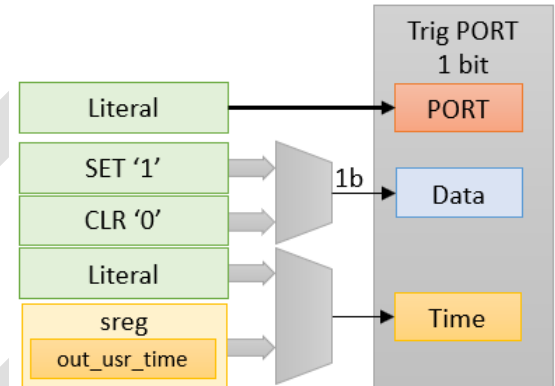 Trig PORT
1 bit
Literal
PORT
SET ‘1’
1b
Data
CLR ‘0’
Literal
sreg
Time
out_usr_time